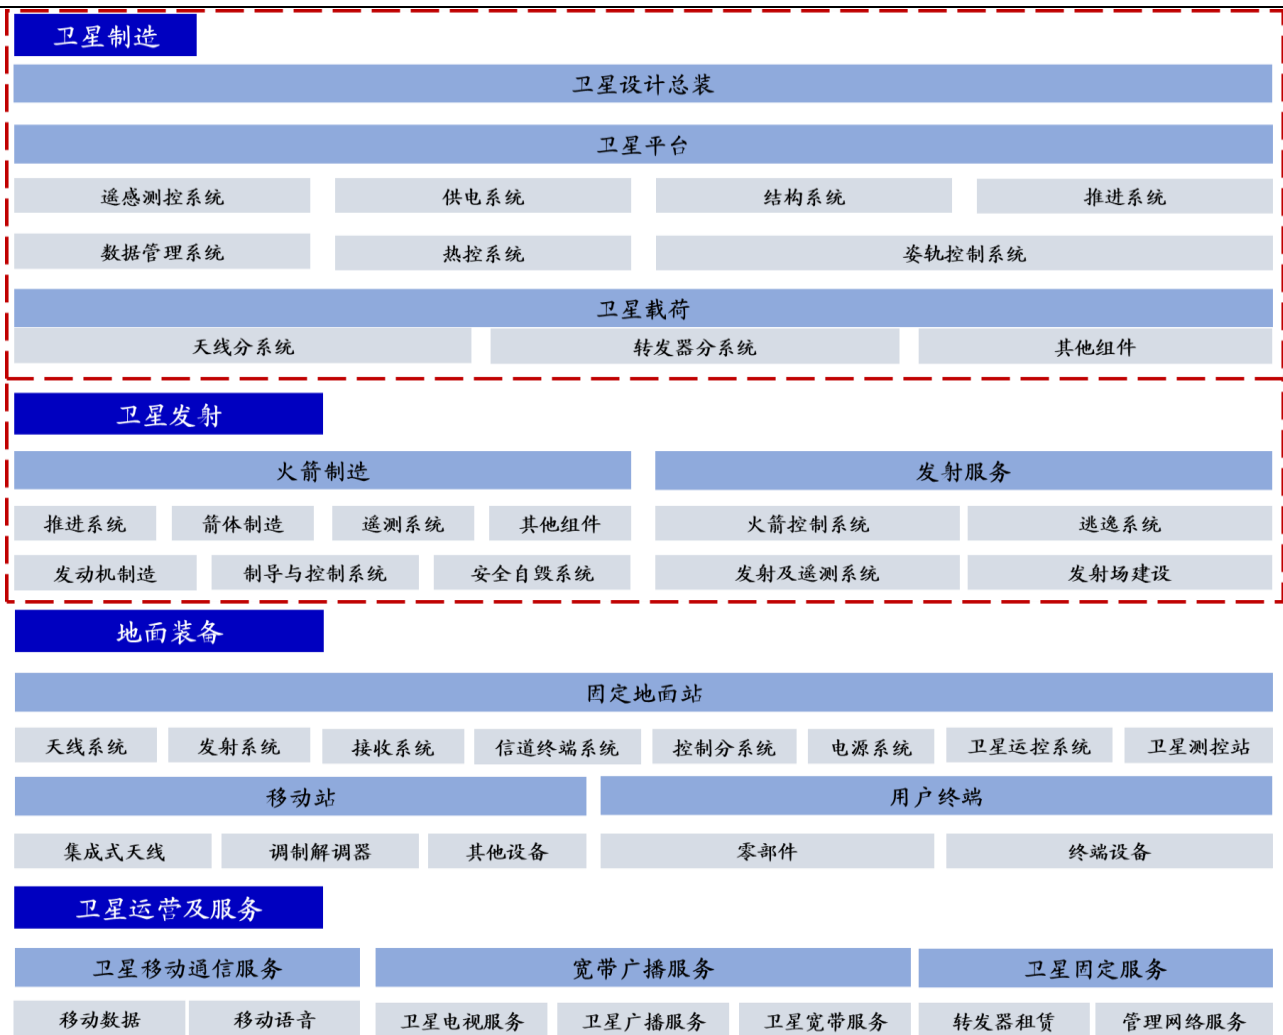 卫星制造
卫星设计总装
卫星平台
遥感测控系统 供电系统 结构系统 推进系统
数据管理系统 热控系统 姿轨控制系统
卫星载荷
天线分系统 转发器分系统 其他组件
卫星发射
火箭制造 发射服务
推进系统 箭体制造 遥测系统 其他组件 火箭控制系统 逃逸系统
发动机制造 制导与控制系统 安全自毁系统 发射及遥测系统 发射场建设
地面装备
固定地面站
天线系统 发射系统 接收系统 信道终端系统 控制分系统 电源系统 卫星运控系统 卫星测控站
移动站 用户终端
集成式天线 调制解调器 其他设备 零部件 终端设备
卫星运营及服务
卫星移动通信服务 宽带广播服务 卫星固定服务
移动数据 移动语音 卫星电视服务 卫星广播服务 卫星宽带服务 转发器租赁 管理网络服务